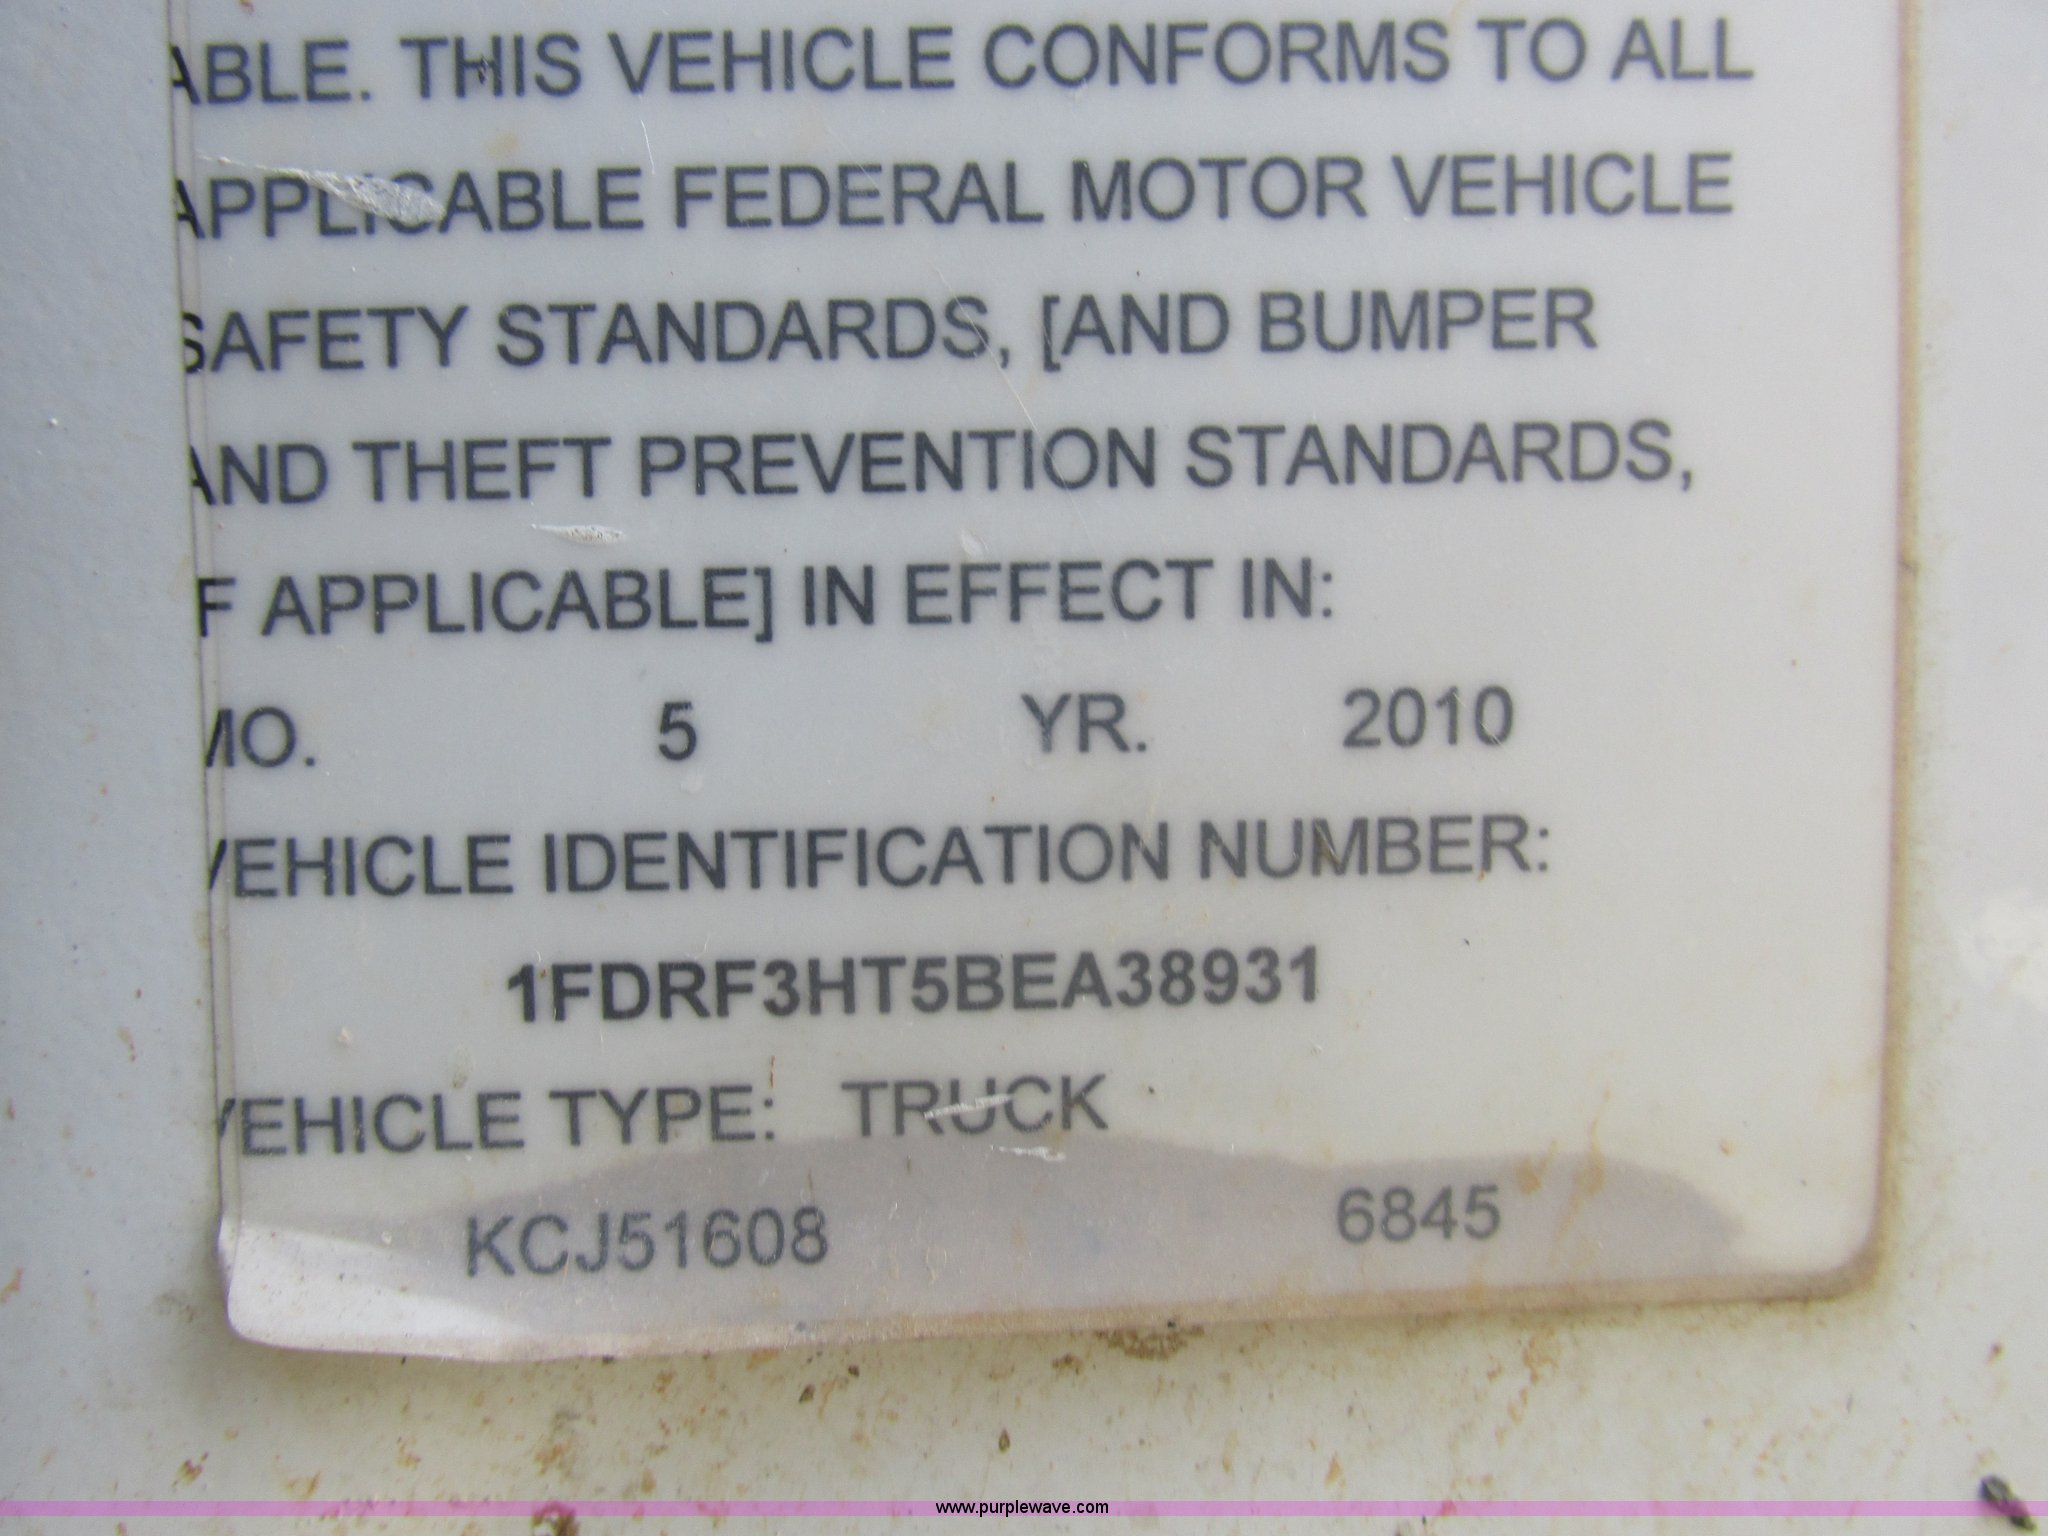 ABLE. THIS VEHICLE CONFORMS TO ALL
APPLICABLE FEDERAL MOTOR VEHICLE
SAFETY STANDARDS, [AND BUMPER
AND THEFT PREVENTION STANDARDS,
F APPLICABLE] IN EFFECT IN:
MO. 5 YR. 2010
VEHICLE IDENTIFICATION NUMBER:
1FDRF3HT5BEA38931
VEHICLE TYPE: TRUCK
KCJ51608 6845
www.purplewave.com